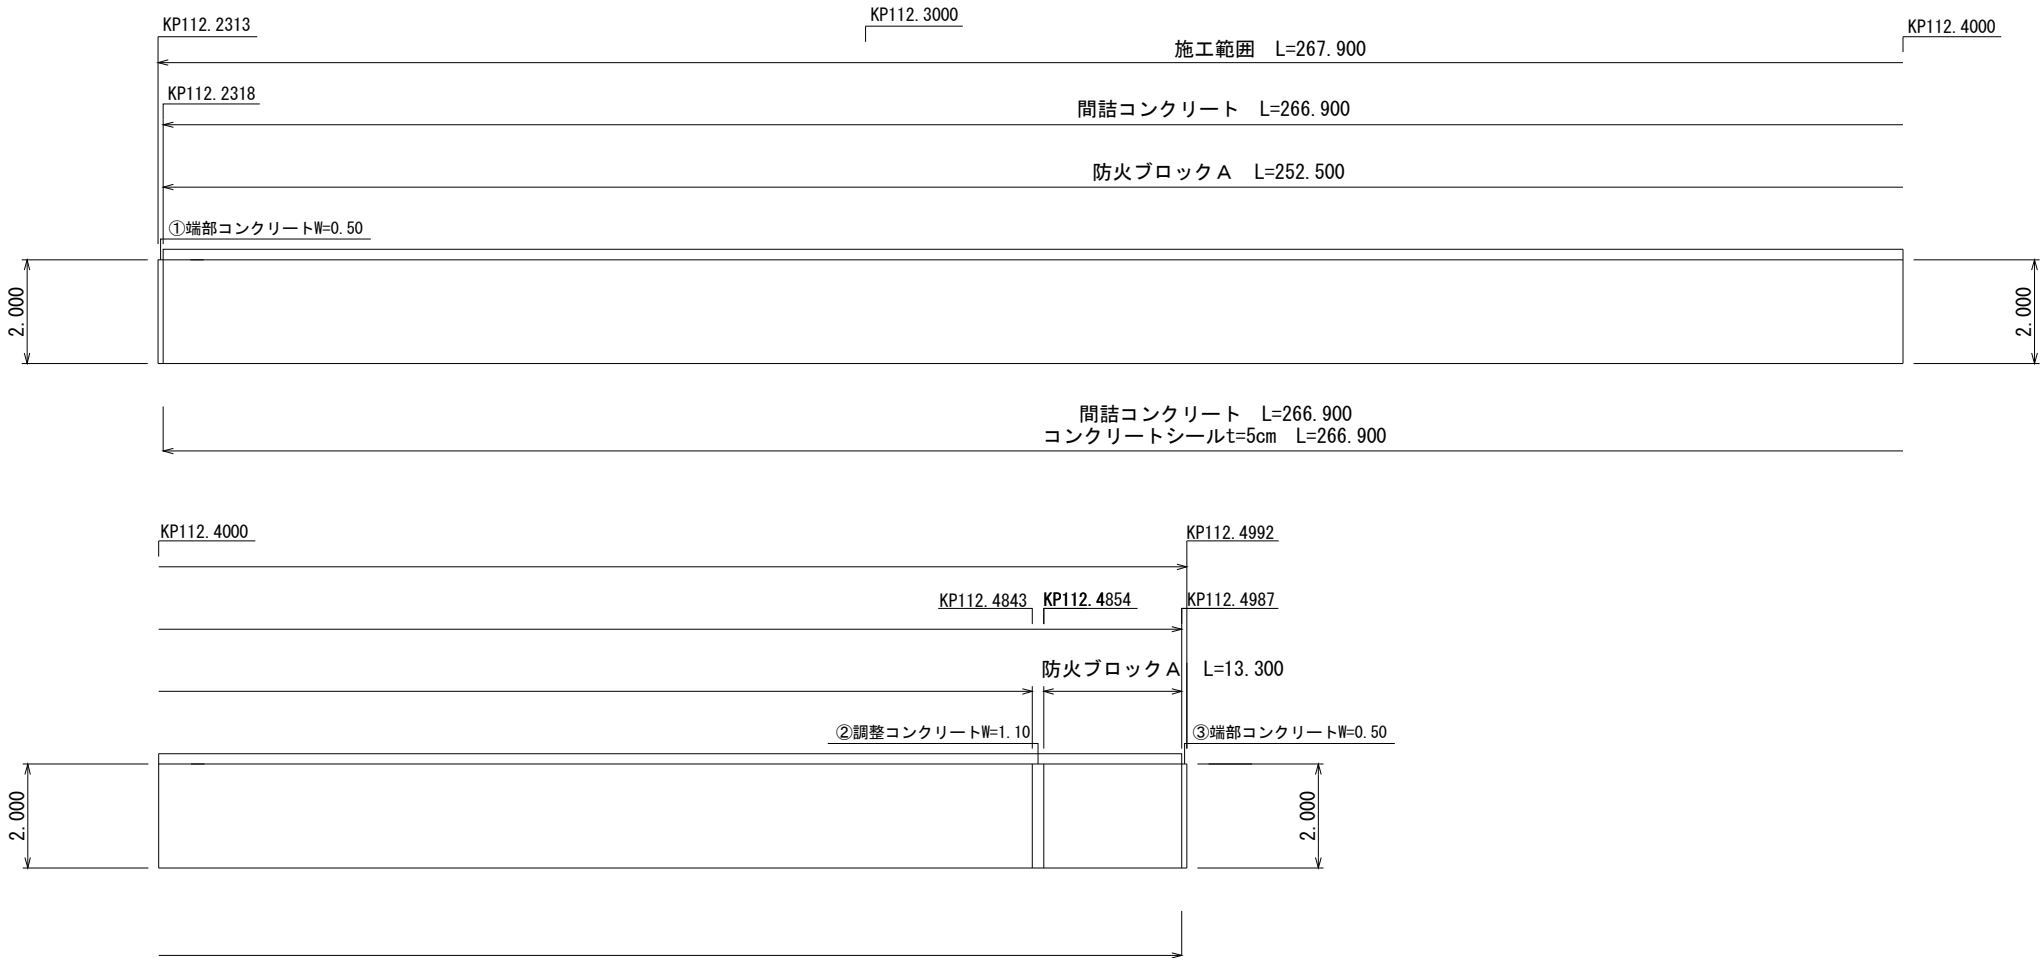 KP112.2313
KP112.3000
KP112.4000
施工範囲　L=267.900
KP112.2318
間詰コンクリート　L=266.900
防火ブロックA　L=252.500
①端部コンクリートW=0.50
2.000
2.000
間詰コンクリート　L=266.900
コンクリートシールt=5cm　L=266.900
KP112.4000
KP112.4992
KP112.4843
KP112.4854
KP112.4987
防火ブロックA　L=13.300
②調整コンクリートW=1.10
③端部コンクリートW=0.50
2.000
2.000